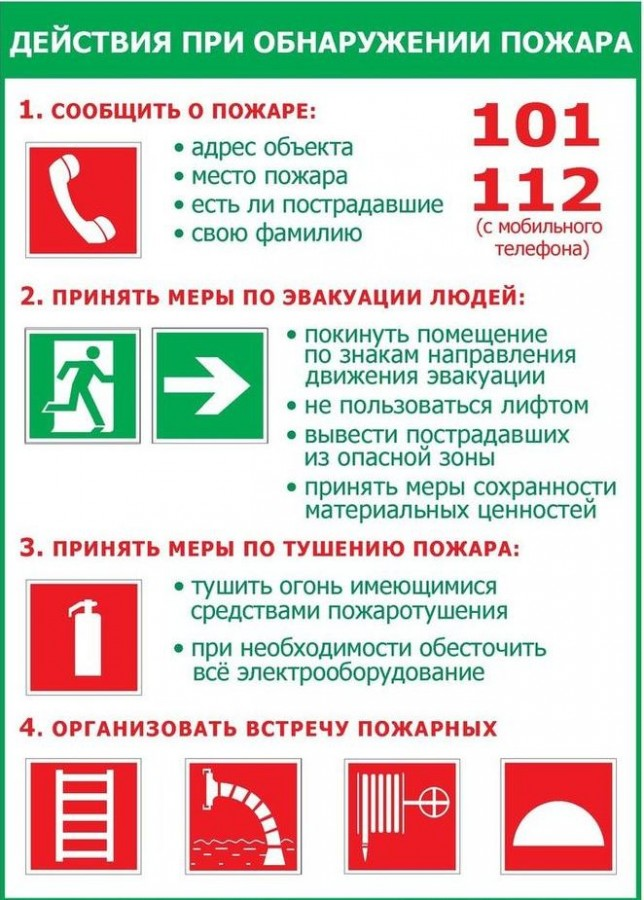 ДЕЙСТВИЯ ПРИ ОБНАРУЖЕНИИ ПОЖАРА
1. СООБЩИТЬ О ПОЖАРЕ:
• адрес объекта
• место пожара
• есть ли пострадавшие
• свою фамилию
101
112
(с мобильного
телефона)
2. ПРИНЯТЬ МЕРЫ ПО ЭВАКУАЦИИ ЛЮДЕЙ:
• покинуть помещение
по знакам направления
движения эвакуации
• не пользоваться лифтом
• вывести пострадавших
из опасной зоны
• принять меры сохранности
материальных ценностей
3. ПРИНЯТЬ МЕРЫ ПО ТУШЕНИЮ ПОЖАРА:
• тушить огонь имеющимися
средствами пожаротушения
• при необходимости обесточить
всё электрооборудование
4. ОРГАНИЗОВАТЬ ВСТРЕЧУ ПОЖАРНЫХ